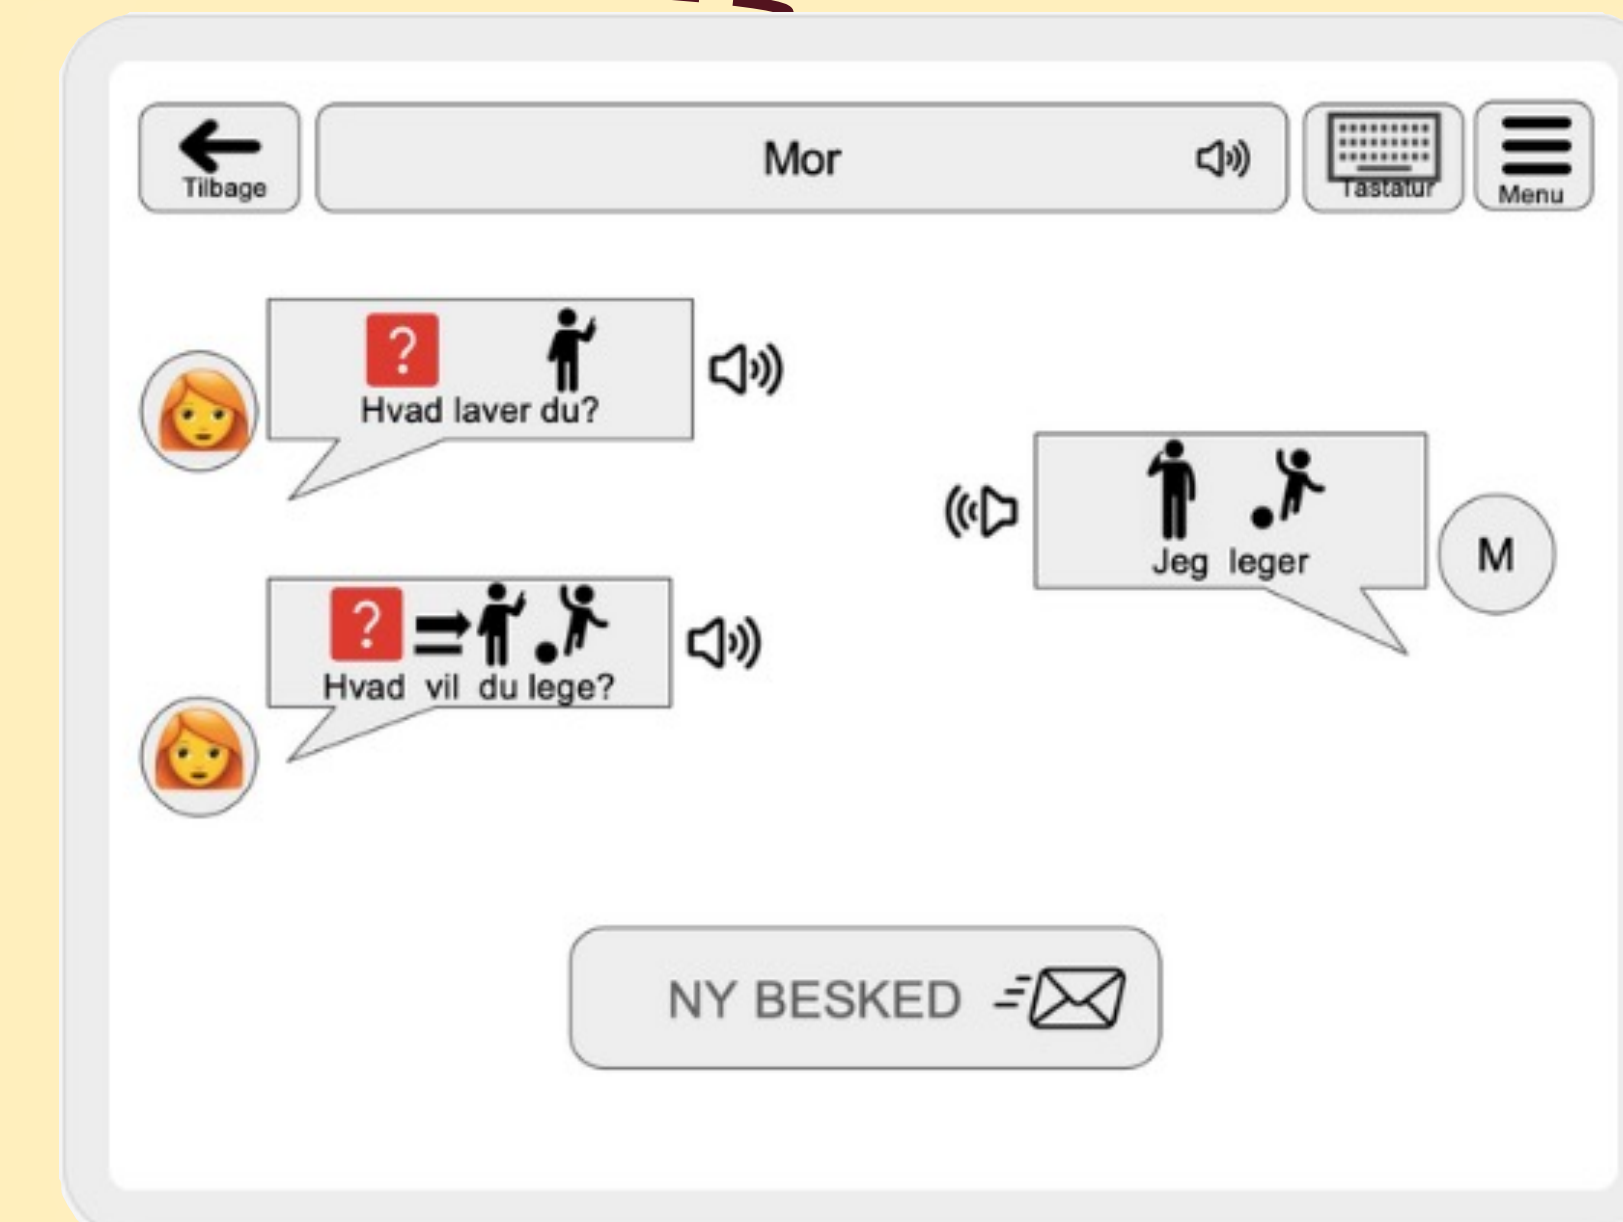 Tilbage
Mor
Tastatur
Menu
?
Hvad laver du?
Jeg leger
M
?
Hvad vil du lege?
NY BESKED